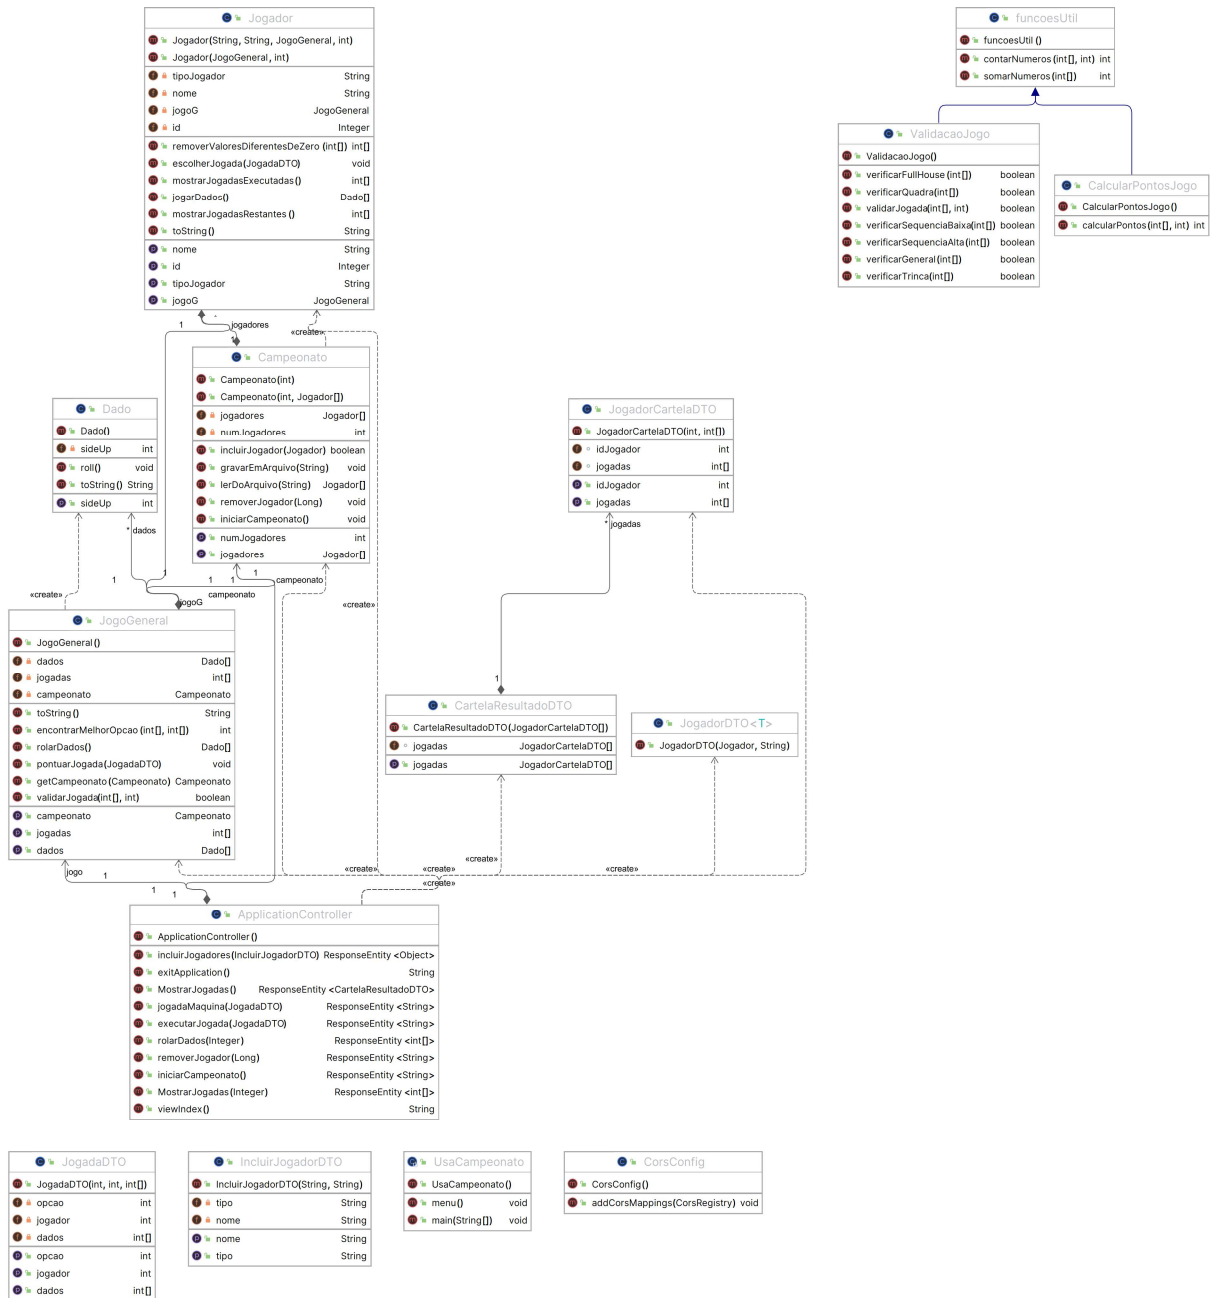 Jogador
Jogador(String, String, JogoGeneral, int)
Jogador(JogoGeneral, int)
tipoJogador String
nome String
jogoG JogoGeneral
id Integer
removerValoresDiferentesDeZero (int[]) int[]
escolherJogada(JogadaDTO) void
mostrarJogadasExecutadas() int[]
jogarDados() Dado[]
mostrarJogadasRestantes () int[]
toString() String
nome String
id Integer
tipoJogador String
jogoG JogoGeneral
funcoesUtil
funcoesUtil ()
contarNumeros (int[], int) int
somarNumeros (int[]) int
ValidacaoJogo
ValidacaoJogo()
verificarFullHouse (int[]) boolean
verificarQuadra(int[]) boolean
validarJogada(int[], int) boolean
verificarSequenciaBaixa(int[]) boolean
verificarSequenciaAlta(int[]) boolean
verificarGeneral(int[]) boolean
verificarTrinca(int[]) boolean
CalcularPontosJogo
CalcularPontosJogo()
calcularPontos (int[], int) int
1
*
jogadores
1
«create»
Campeonato
Campeonato(int)
Campeonato(int, Jogador[])
jogadores Jogador[]
numJogadores int
incluirJogador(Jogador) boolean
gravarEmArquivo(String) void
lerDoArquivo(String) Jogador[]
removerJogador(Long) void
iniciarCampeonato() void
numJogadores int
jogadores Jogador[]
Dado
Dado()
sideUp int
roll() void
toString() String
sideUp int
JogadorCartelaDTO
JogadorCartelaDTO(int, int[])
idJogador int
jogadas int[]
idJogador int
jogadas int[]
* dados
* jogadas
1
1
1
1
1
campeonato
«create»
campeonato
jogoG
«create»
JogoGeneral
JogoGeneral()
dados Dado[]
jogadas int[]
campeonato Campeonato
toString() String
encontrarMelhorOpcao (int[], int[]) int
rolarDados() Dado[]
pontuarJogada(JogadaDTO) void
getCampeonato(Campeonato) Campeonato
validarJogada(int[], int) boolean
campeonato Campeonato
jogadas int[]
dados Dado[]
1
CartelaResultadoDTO
CartelaResultadoDTO(JogadorCartelaDTO[])
jogadas JogadorCartelaDTO[]
jogadas JogadorCartelaDTO[]
JogadorDTO<T>
JogadorDTO(Jogador, String)
jogo
1
1
1
«create»
«create»
«create»
«create»
«create»
ApplicationController
ApplicationController()
incluirJogadores(IncluirJogadorDTO) ResponseEntity <Object>
exitApplication() String
MostrarJogadas() ResponseEntity <CartelaResultadoDTO>
jogadaMaquina(JogadaDTO) ResponseEntity <String>
executarJogada(JogadaDTO) ResponseEntity <String>
rolarDados(Integer) ResponseEntity <int[]>
removerJogador(Long) ResponseEntity <String>
iniciarCampeonato() ResponseEntity <String>
MostrarJogadas (Integer) ResponseEntity <int[]>
viewIndex() String
JogadaDTO
JogadaDTO(int, int, int[])
opcao int
jogador int
dados int[]
opcao int
jogador int
dados int[]
IncluirJogadorDTO
IncluirJogadorDTO(String, String)
tipo String
nome String
nome String
tipo String
UsaCampeonato
UsaCampeonato()
menu() void
main(String[]) void
CorsConfig
CorsConfig()
addCorsMappings(CorsRegistry) void